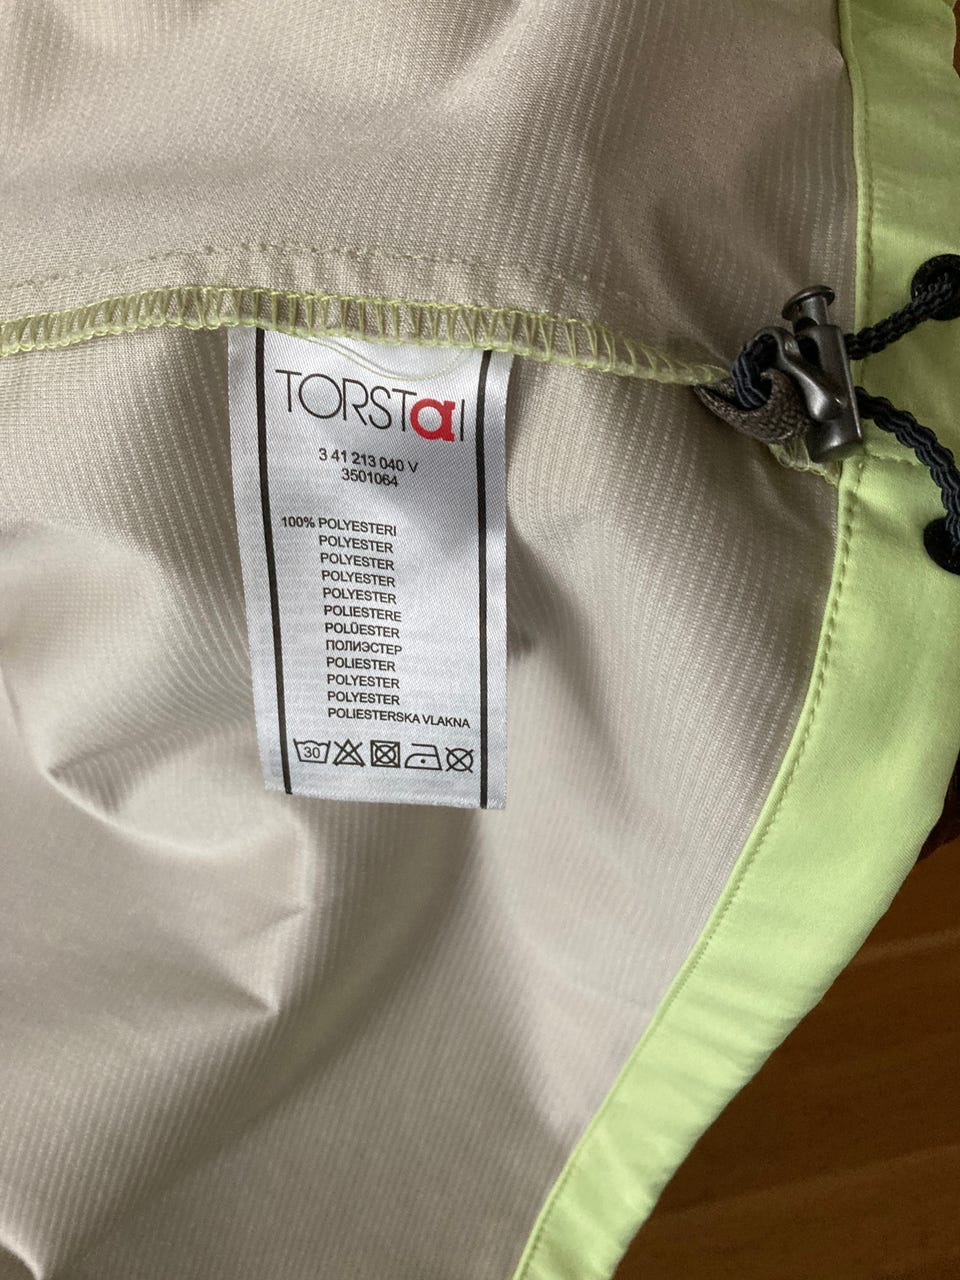 TORSTAI
3 41 213 040 V
3501064
100% POLYESTERI
POLYESTER
POLYESTER
POLYESTER
POLYESTER
POLIESTERE
POLÜESTER
ПОЛИЭСТЕР
POLIESTER
POLYESTER
POLYESTER
POLIESTERSKA VLAKNA
30